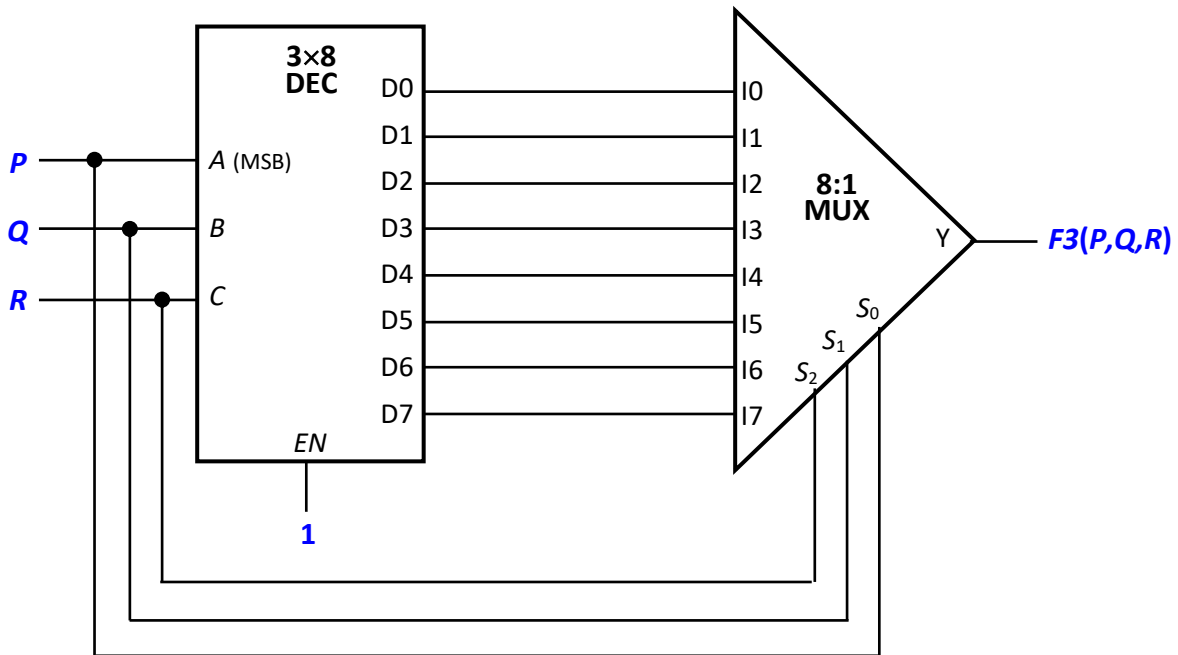 3×8
DEC
D0
D1
D2
D3
D4
D5
D6
D7
P
Q
R
A (MSB)
B
C
EN
1
I0
I1
I2
I3
I4
I5
I6
I7
8:1
MUX
Y
S0
S1
S2
F3(P,Q,R)